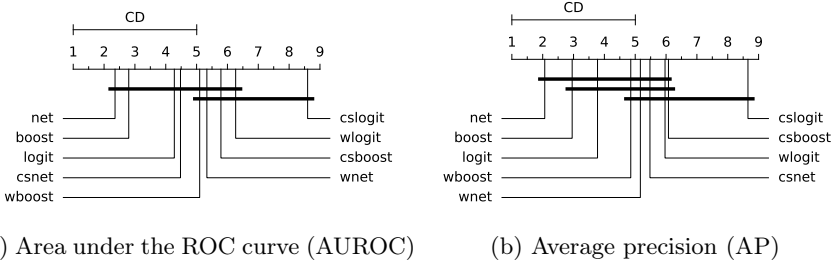 CD
1 2 3 4 5 6 7 8 9
net
boost
logit
csnet
wboost
cslogit
wlogit
csboost
wnet
) Area under the ROC curve (AUROC)
CD
1 2 3 4 5 6 7 8 9
net
boost
logit
wboost
wnet
cslogit
csboost
wlogit
csnet
(b) Average precision (AP)